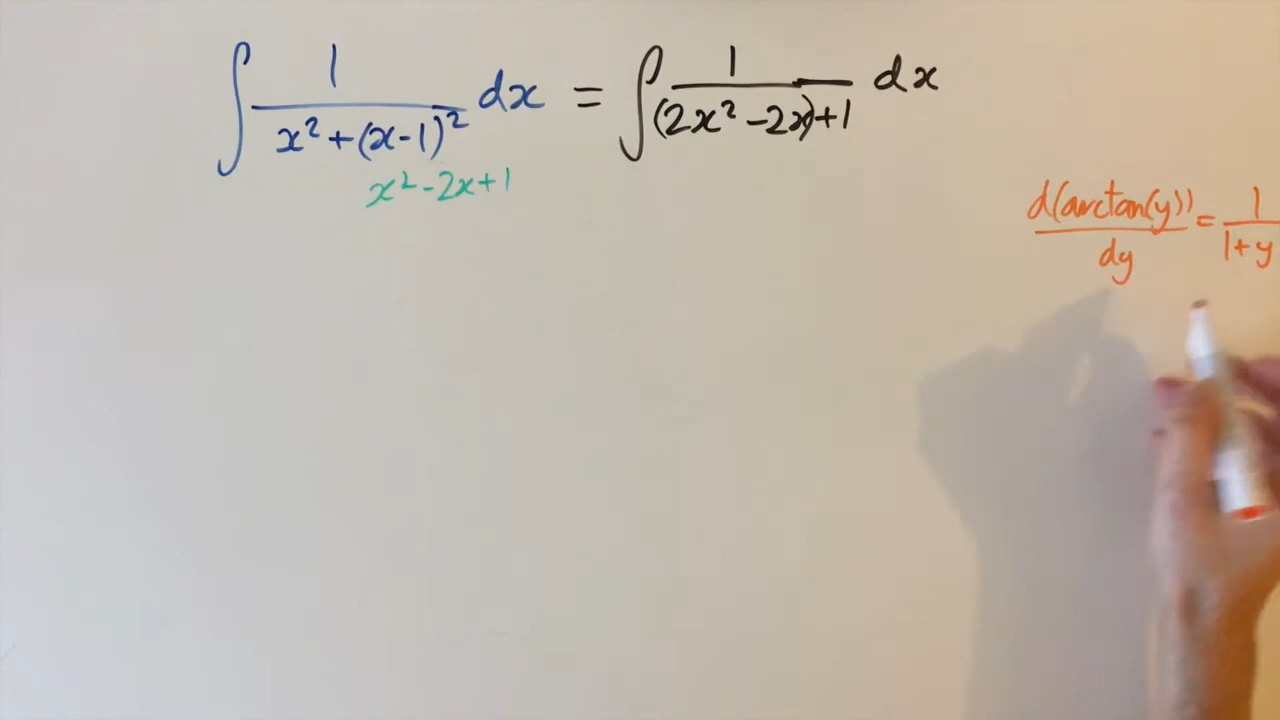 ∫ 1/(x² + (x-1)²) dx = ∫ 1/((2x² - 2x) + 1) dx
x² - 2x + 1
d(arctan(y))/dy = 1/(1 + y